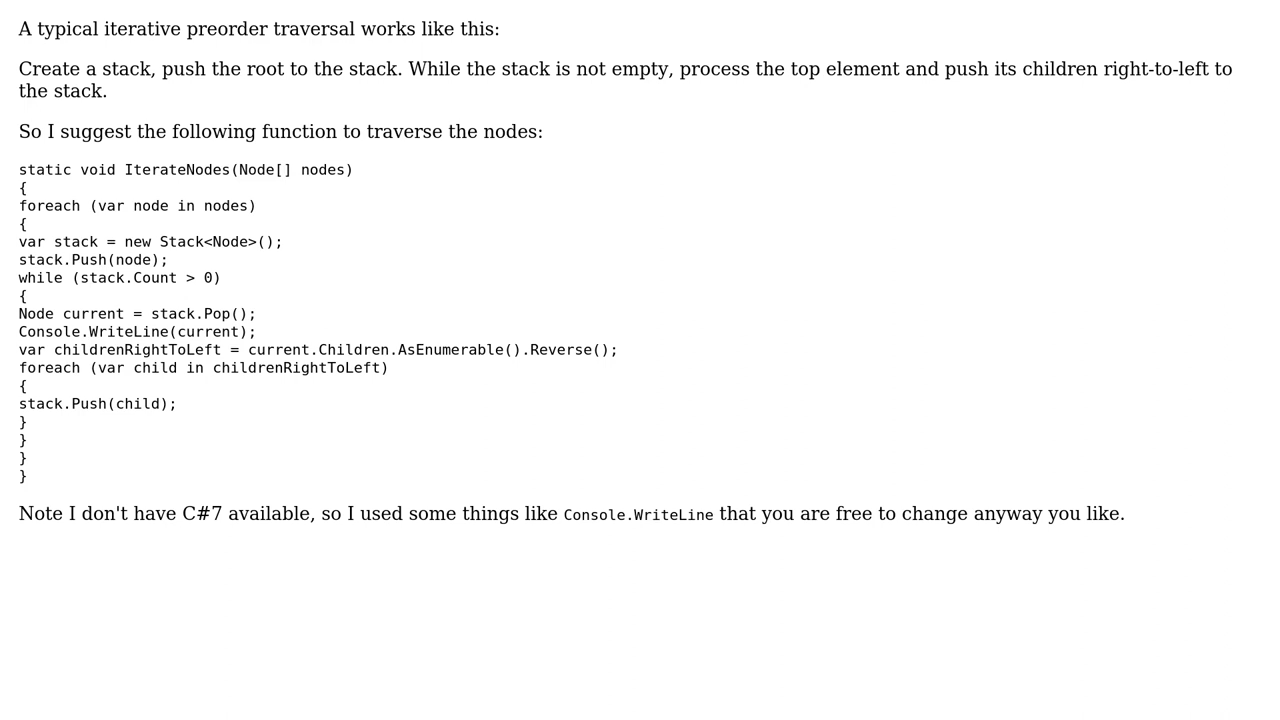 A typical iterative preorder traversal works like this:
Create a stack, push the root to the stack. While the stack is not empty, process the top element and push its children right-to-left to
the stack.
So I suggest the following function to traverse the nodes:
static void IterateNodes(Node[] nodes)
{
foreach (var node in nodes)
{
var stack = new Stack<Node>();
stack.Push(node);
while (stack.Count > 0)
{
Node current = stack.Pop();
Console.WriteLine(current);
var childrenRightToLeft = current.Children.AsEnumerable().Reverse();
foreach (var child in childrenRightToLeft)
{
stack.Push(child);
}
}
}
}
Note I don't have C#7 available, so I used some things like Console.WriteLine that you are free to change anyway you like.